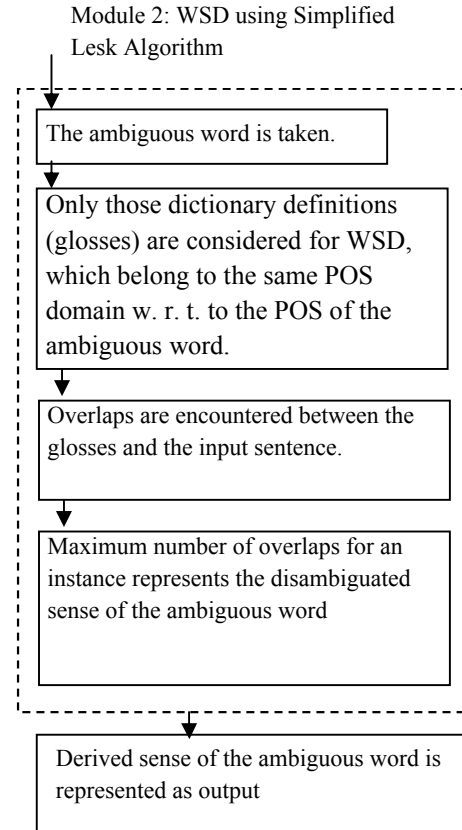 Module 2: WSD using Simplified
Lesk Algorithm
The ambiguous word is taken.
Only those dictionary definitions
(glosses) are considered for WSD,
which belong to the same POS
domain w. r. t. to the POS of the
ambiguous word.
Overlaps are encountered between the
glosses and the input sentence.
Maximum number of overlaps for an
instance represents the disambiguated
sense of the ambiguous word
Derived sense of the ambiguous word is
represented as output